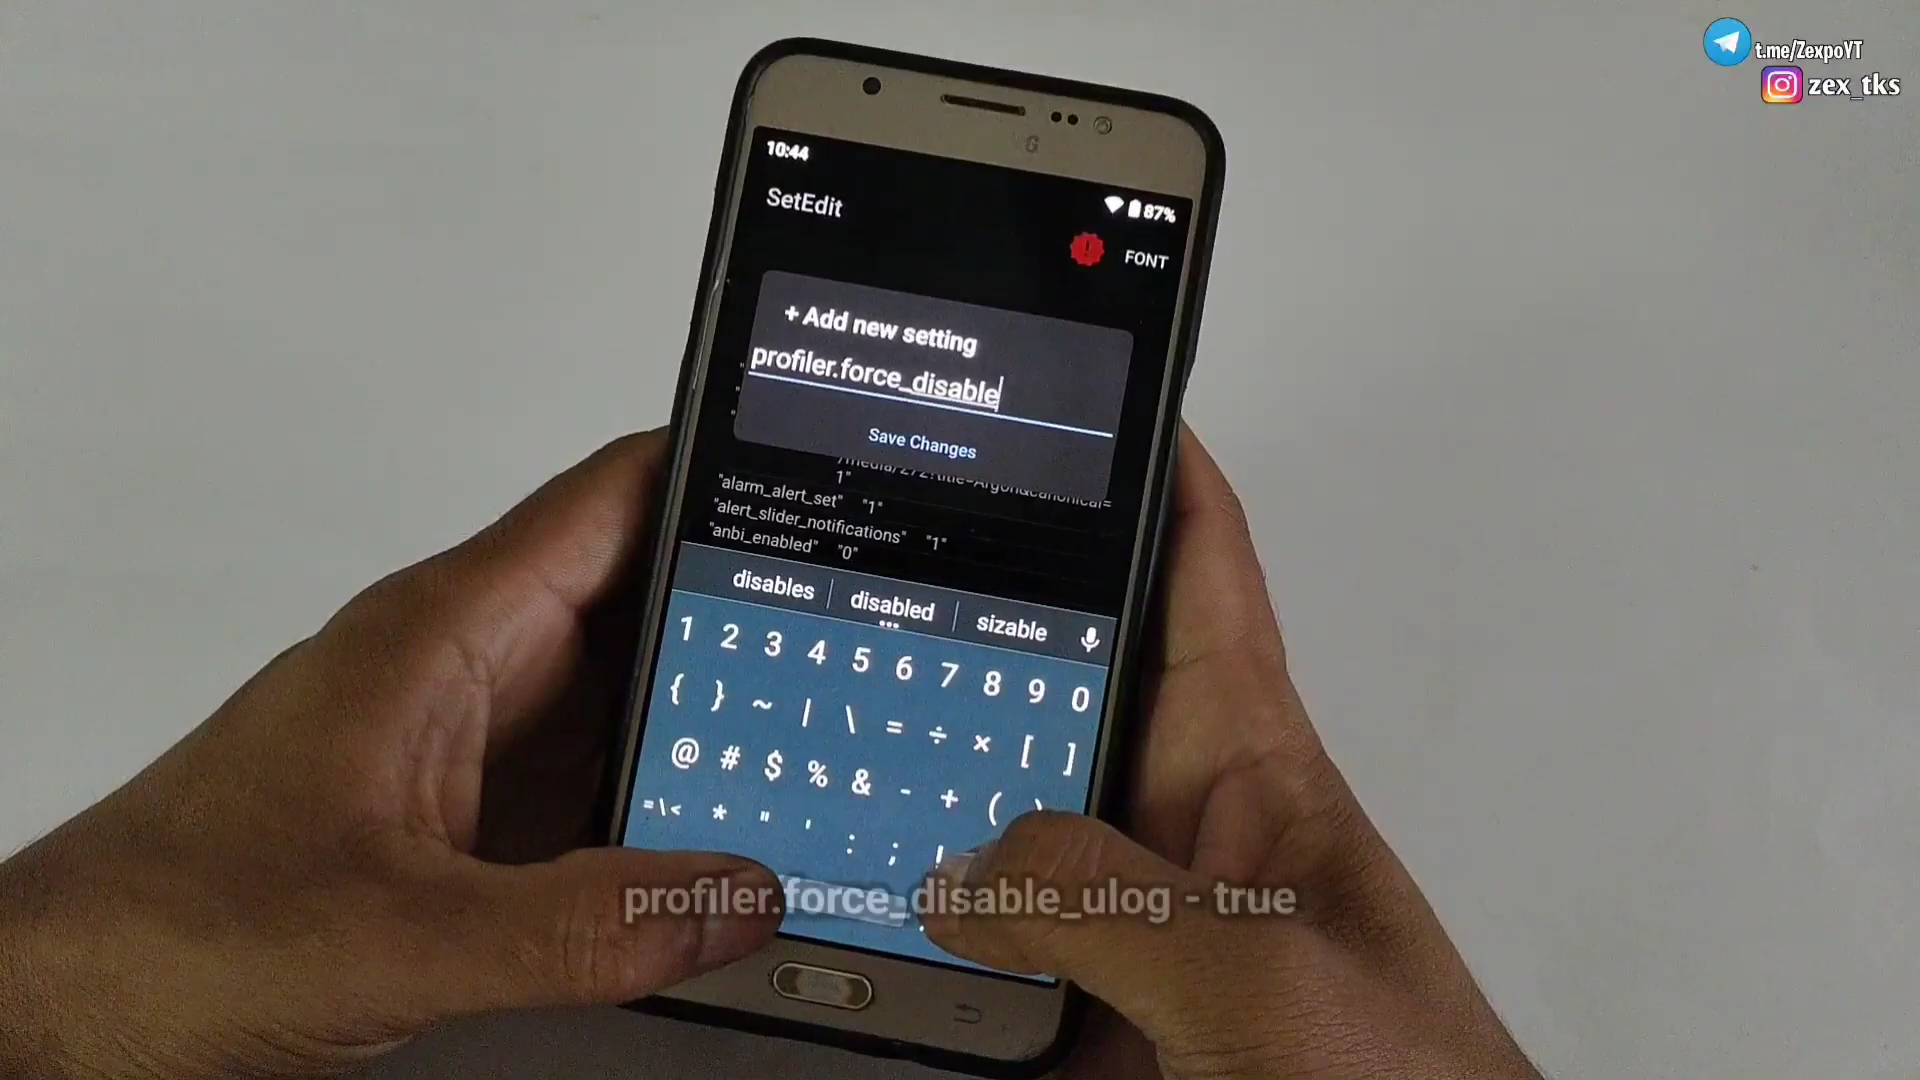 t.me/ZexpoYT
zex_tks
G
10:44
87%
SetEdit
FONT
+ Add new setting
profiler.force_disable
Save Changes
1"
"alarm_alert_set" "1"
"alert_slider_notifications" "1"
"anbi_enabled" "0"
disables disabled sizable
1 2 3 4 5 6 7 8 9 0
{ } ~ | \ = ÷ × [ ]
@ # $ % & - + (
=\< * " ' : ; !
profiler.force_disable_ulog - true